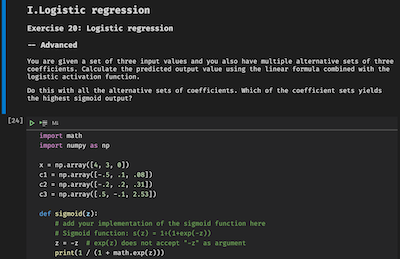 I.Logistic regression
Exercise 20: Logistic regression
-- Advanced
You are given a set of three input values and you also have multiple alternative sets of three
coefficients. Calculate the predicted output value using the linear formula combined with the
logistic activation function.
Do this with all the alternative sets of coefficients. Which of the coefficient sets yields
the highest sigmoid output?
[24]
import math
import numpy as np
x = np.array([4, 3, 0])
c1 = np.array([-.5, .1, .08])
c2 = np.array([-.2, .2, .31])
c3 = np.array([.5, -.1, 2.53])
def sigmoid(z):
# add your implementation of the sigmoid function here
# Sigmoid function: s(z) = 1÷(1+exp(-z))
z = -z # exp(z) does not accept "-z" as argument
print(1 / (1 + math.exp(z)))